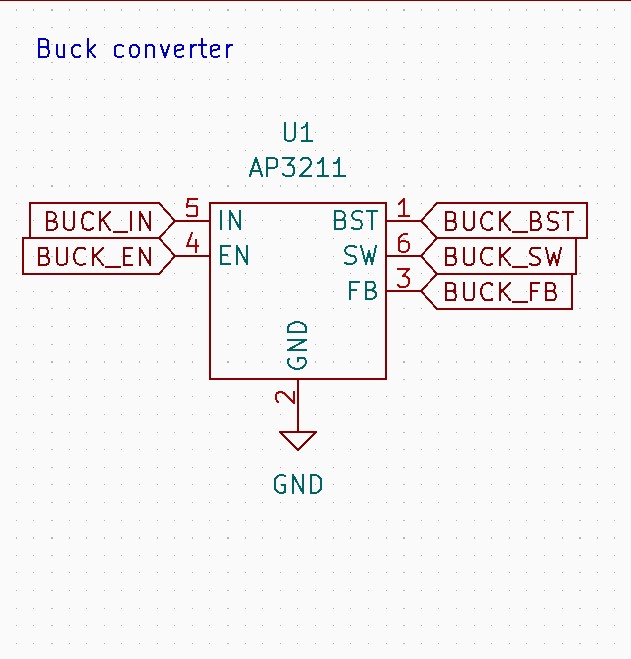 Buck converter
U1
AP3211
BUCK_IN 5 IN BST 1 BUCK_BST
BUCK_EN 4 EN SW 6 BUCK_SW
FB 3 BUCK_FB
GND
2
GND